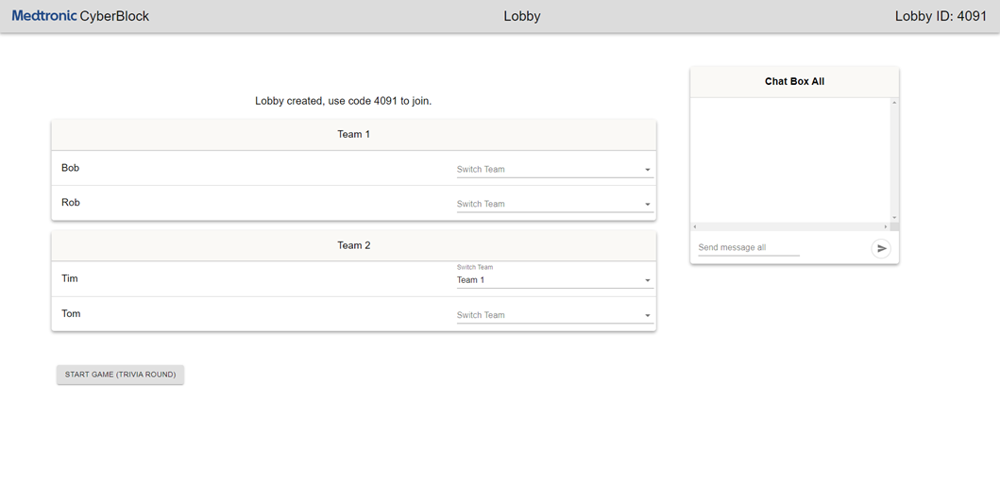 Medtronic CyberBlock
Lobby
Lobby ID: 4091
Lobby created, use code 4091 to join.
Team 1
Bob
Switch Team
Rob
Switch Team
Team 2
Tim
Switch Team
Team 1
Tom
Switch Team
START GAME (TRIVIA ROUND)
Chat Box All
Send message all